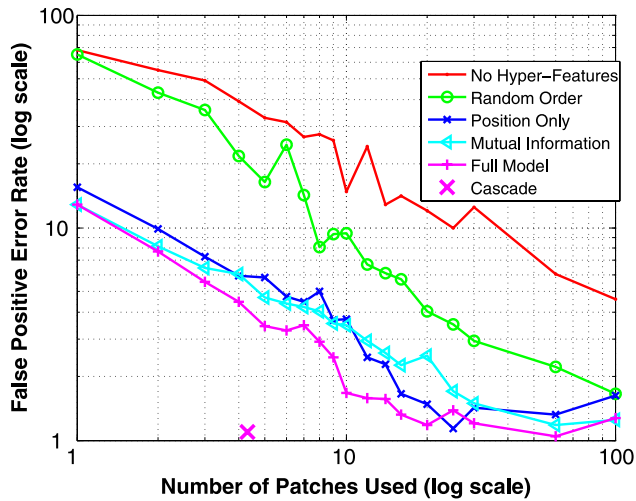 100
10
1
1
10
100
False Positive Error Rate (log scale)
Number of Patches Used (log scale)
No Hyper-Features
Random Order
Position Only
Mutual Information
Full Model
Cascade